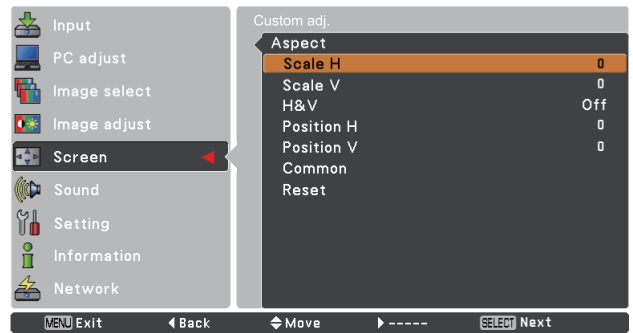 Input
PC adjust
Image select
Image adjust
Screen
Sound
Setting
Information
Network
Custom adj.
Aspect
Scale H 0
Scale V 0
H&V Off
Position H 0
Position V 0
Common
Reset
MENU Exit Back Move ----- SELECT Next